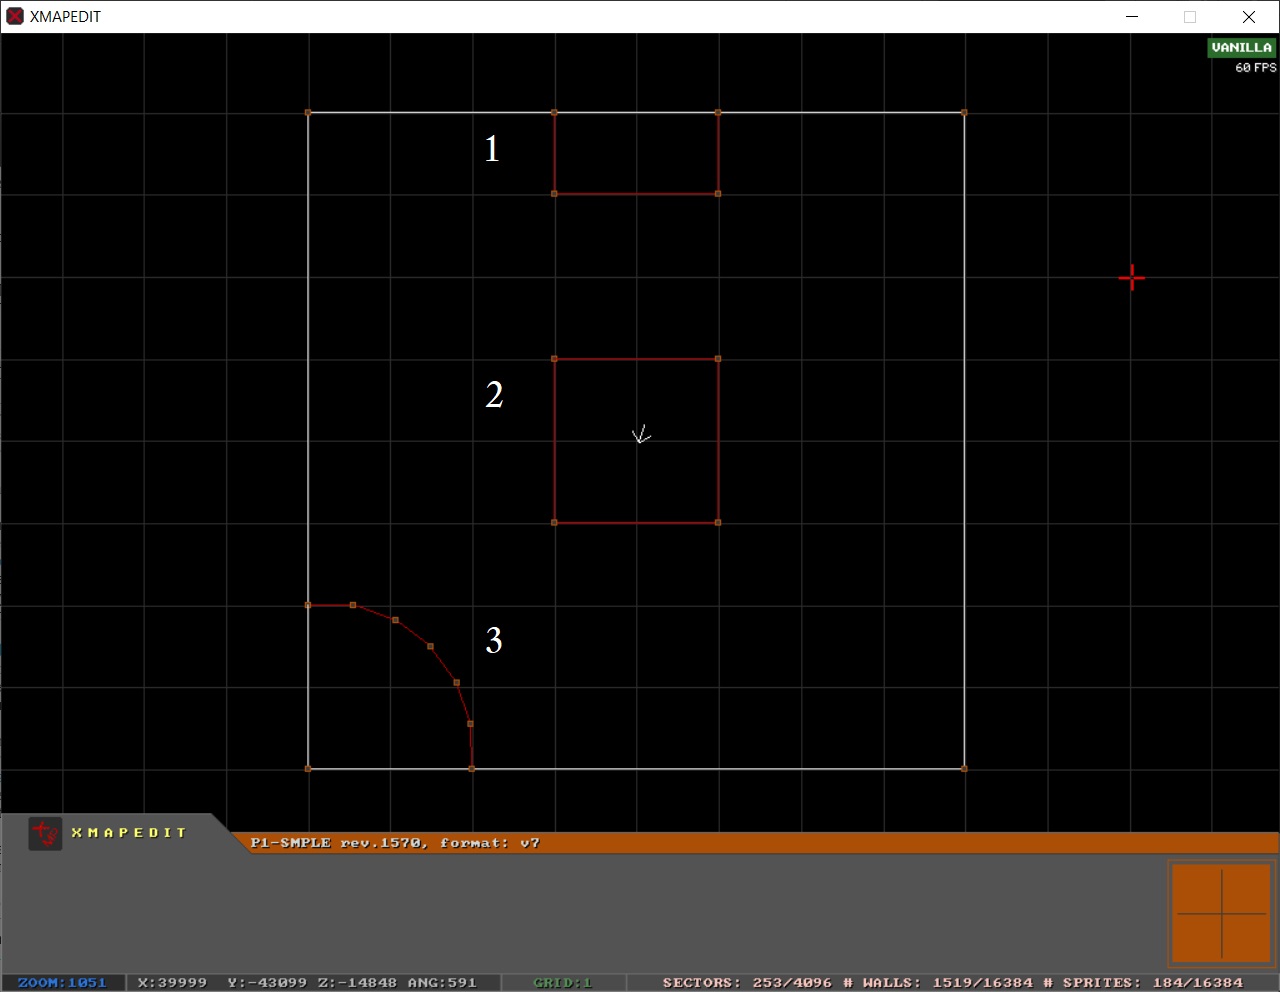 XMAPEDIT
VANILLA
60 FPS
1
2
3
XMAPEDIT
P1-SMPLE rev.1570, format: v7
ZOOM:1051 X:39999 Y:-43099 Z:-14848 ANG:591 GRID:1 SECTORS: 253/4096 # WALLS: 1519/16384 # SPRITES: 184/16384